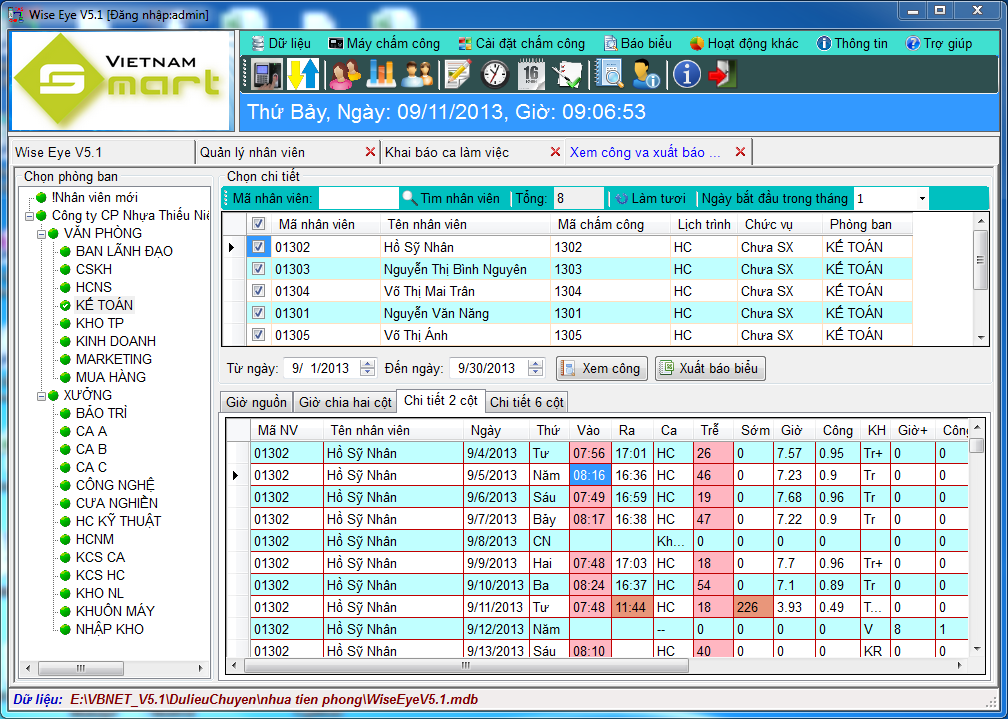 Wise Eye V5.1 [Đăng nhập:admin]
VIETNAM
Smart
Dữ liệu Máy chấm công Cài đặt chấm công Báo biểu Hoạt động khác Thông tin Trợ giúp
16
Thứ Bảy, Ngày: 09/11/2013, Giờ: 09:06:53
Wise Eye V5.1 Quản lý nhân viên Khai báo ca làm việc Xem công va xuất báo ...
Chọn phòng ban
!Nhân viên mới
Công ty CP Nhựa Thiếu Niê
VĂN PHÒNG
BAN LÃNH ĐẠO
CSKH
HCNS
KẾ TOÁN
KHO TP
KINH DOANH
MARKETING
MUA HÀNG
XƯỞNG
BẢO TRÌ
CA A
CA B
CA C
CÔNG NGHỆ
CƯA NGHIỀN
HC KỸ THUẬT
HCNM
KCS CA
KCS HC
KHO NL
KHUÔN MÁY
NHẬP KHO
Chọn chi tiết
Mã nhân viên: Tìm nhân viên Tổng: 8 Làm tươi Ngày bắt đầu trong tháng 1
Mã nhân viên Tên nhân viên Mã chấm công Lịch trình Chức vụ Phòng ban
01302 Hồ Sỹ Nhân 1302 HC Chưa SX KẾ TOÁN
01303 Nguyễn Thị Bình Nguyên 1303 HC Chưa SX KẾ TOÁN
01304 Võ Thị Mai Trân 1304 HC Chưa SX KẾ TOÁN
01301 Nguyễn Văn Năng 1301 HC Chưa SX KẾ TOÁN
01305 Võ Thị Ánh 1305 HC Chưa SX KẾ TOÁN
Từ ngày: 9/ 1/2013 Đến ngày: 9/30/2013 Xem công Xuất báo biểu
Giờ nguồn Giờ chia hai cột Chi tiết 2 cột Chi tiết 6 cột
Mã NV Tên nhân viên Ngày Thứ Vào Ra Ca Trễ Sớm Giờ Công KH Giờ+ Công
01302 Hồ Sỹ Nhân 9/4/2013 Tư 07:56 17:01 HC 26 0 7.57 0.95 Tr+ 0 0
01302 Hồ Sỹ Nhân 9/5/2013 Năm 08:16 16:36 HC 46 0 7.23 0.9 Tr 0 0
01302 Hồ Sỹ Nhân 9/6/2013 Sáu 07:49 16:59 HC 19 0 7.68 0.96 Tr 0 0
01302 Hồ Sỹ Nhân 9/7/2013 Bảy 08:17 16:38 HC 47 0 7.22 0.9 Tr 0 0
01302 Hồ Sỹ Nhân 9/8/2013 CN Kh... 0 0 0 0 0 0
01302 Hồ Sỹ Nhân 9/9/2013 Hai 07:48 17:03 HC 18 0 7.7 0.96 Tr+ 0 0
01302 Hồ Sỹ Nhân 9/10/2013 Ba 08:24 16:37 HC 54 0 7.1 0.89 Tr 0 0
01302 Hồ Sỹ Nhân 9/11/2013 Tư 07:48 11:44 HC 18 226 3.93 0.49 T... 0 0
01302 Hồ Sỹ Nhân 9/12/2013 Năm -- 0 0 0 0 V 8 1
01302 Hồ Sỹ Nhân 9/13/2013 Sáu 08:10 HC 40 0 0 0 KR 0 0
Dữ liệu: E:\VBNET_V5.1\DulieuChuyen\nhua tien phong\WiseEyeV5.1.mdb